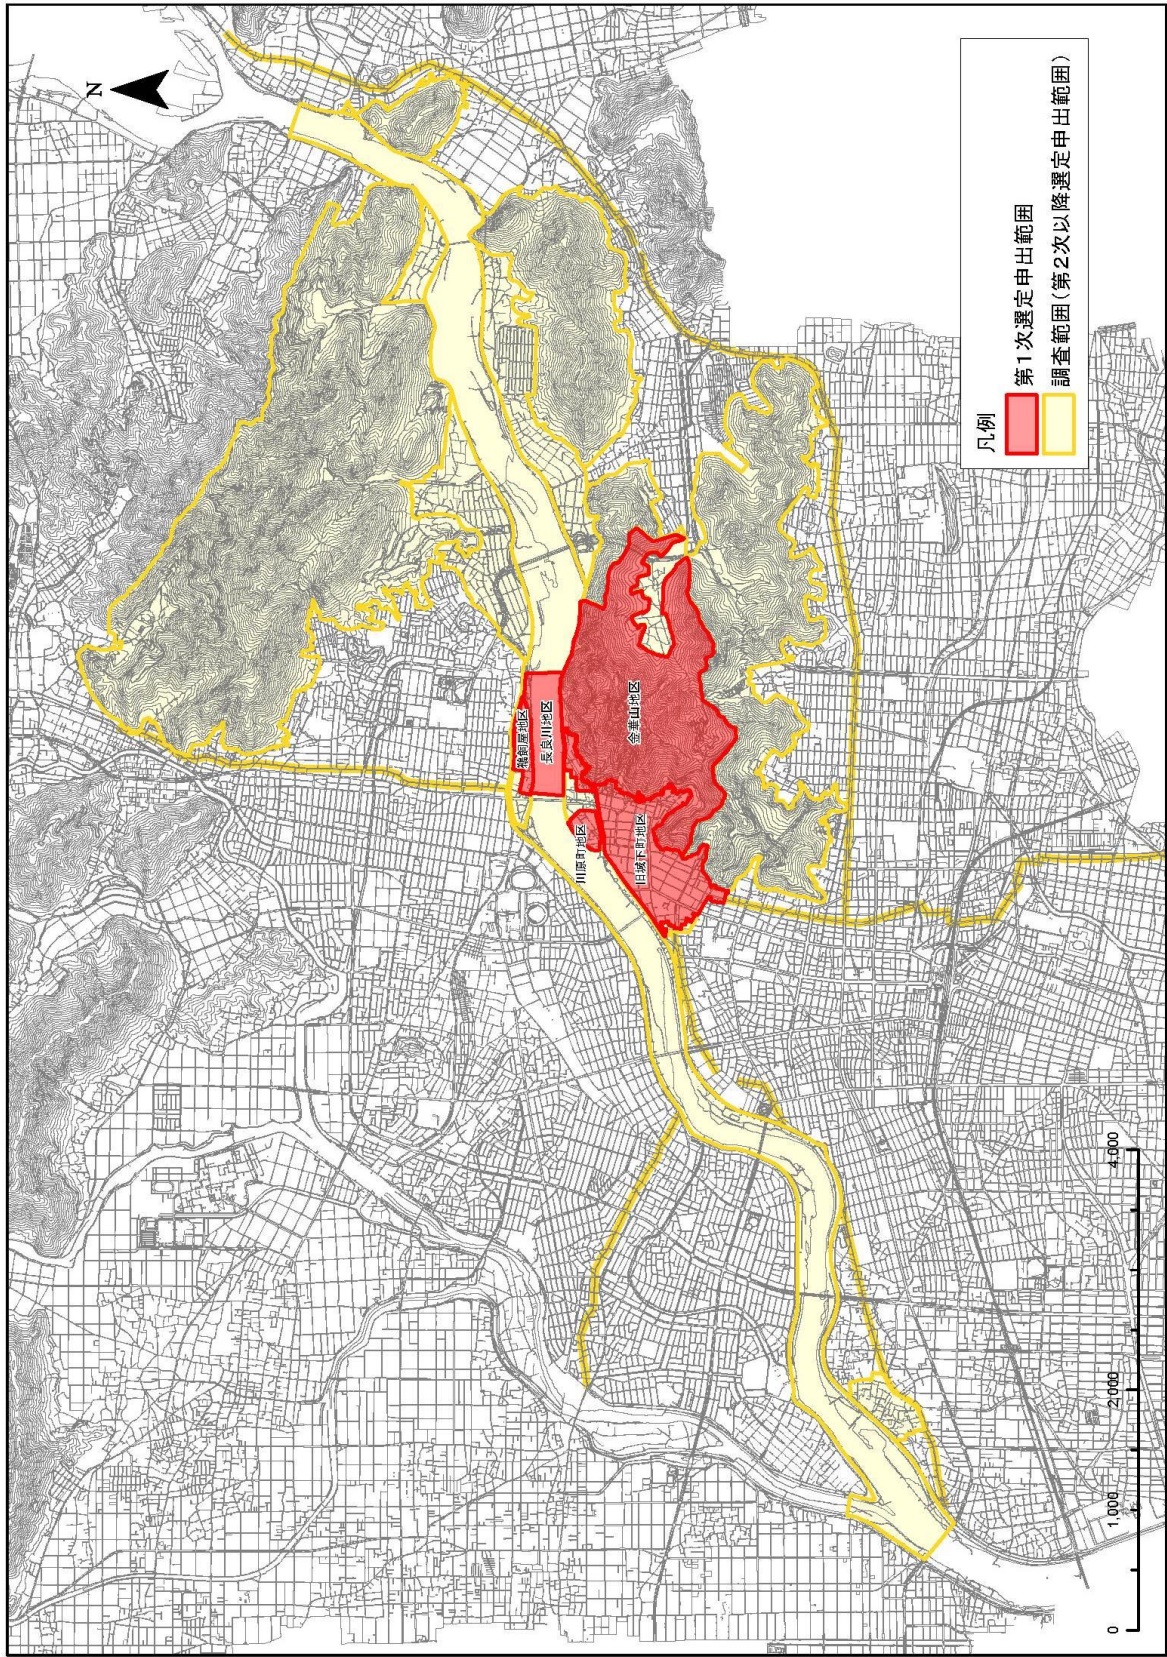 N
鵜飼屋地区
長良川地区
川原町地区
金華山地区
旧城下町地区
凡例
第1次選定申出範囲
調査範囲(第2次以降選定申出範囲)
0 1,000 2,000 4,000